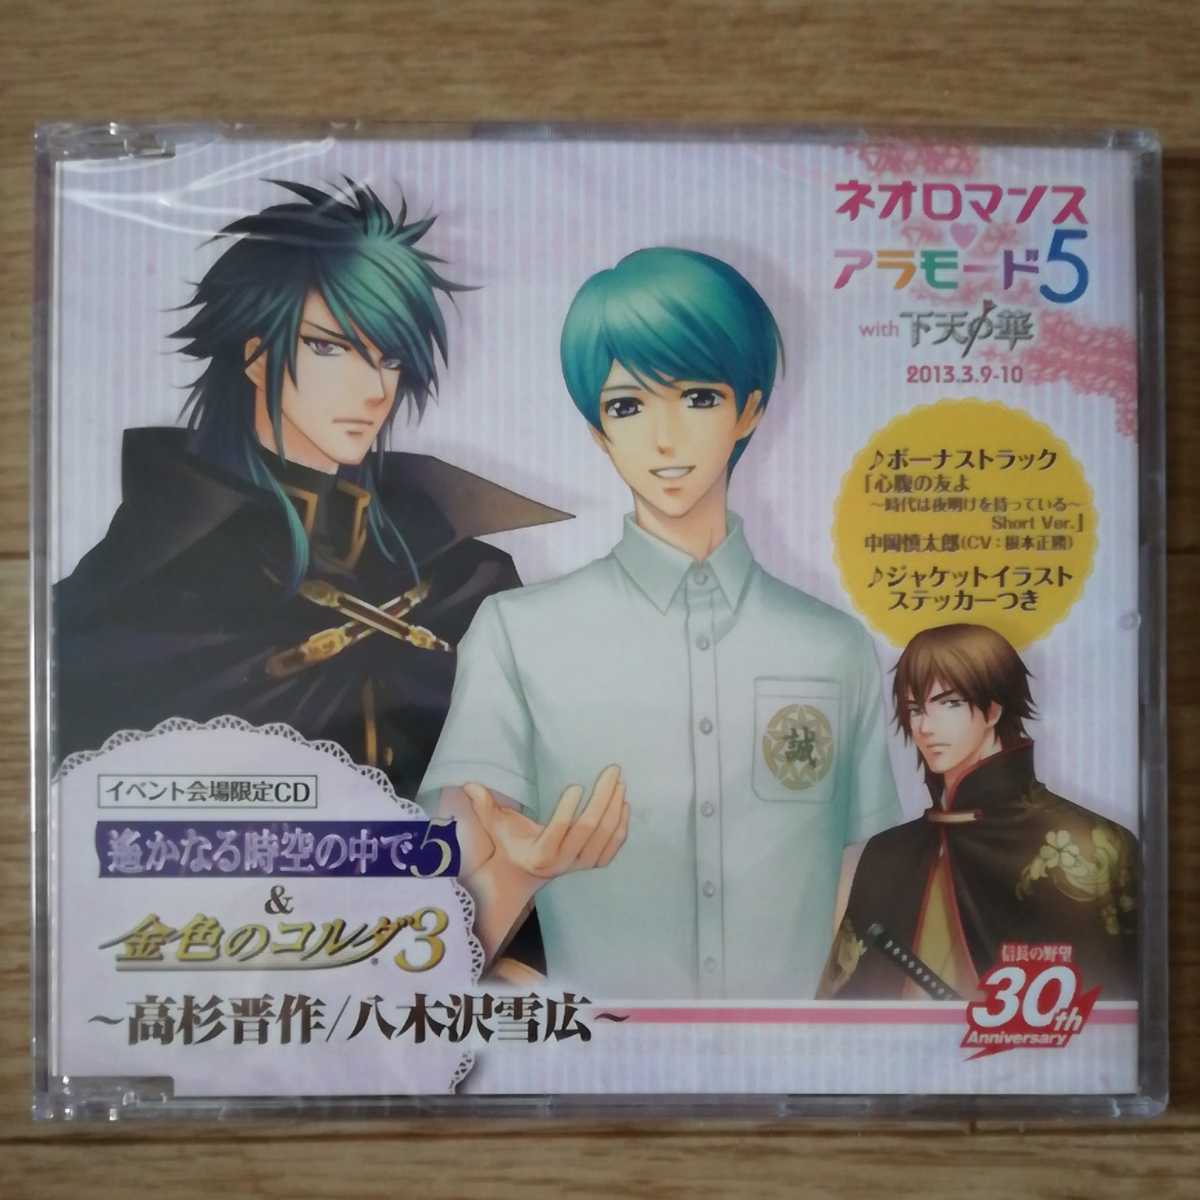 ネオロマンス
♥
アラモード5
with 下天の華
2013.3.9-10
♪ボーナストラック
「心腹の友よ
～時代は夜明けを待っている～
Short Ver.」
中岡慎太郎(CV：根本正勝)
♪ジャケットイラスト
ステッカーつき
誠
イベント会場限定CD
遙かなる時空の中で5
&
金色のコルダ3
～高杉晋作/八木沢雪広～
信長の野望
30th
Anniversary